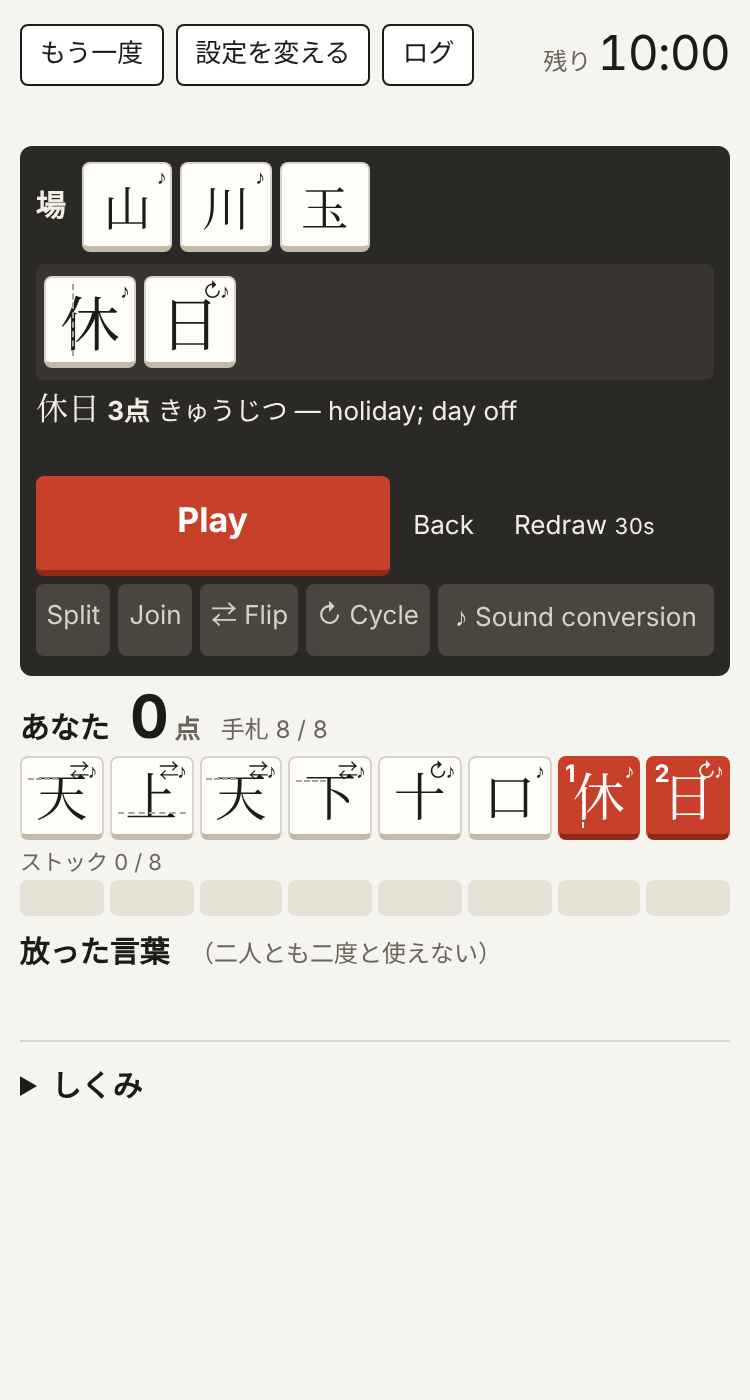 もう一度 設定を変える ログ 残り 10:00
場 山♪ 川♪ 玉
休♪ 日↻♪
休日 3点 きゅうじつ — holiday; day off
Play Back Redraw 30s
Split Join ⇄ Flip ↻ Cycle ♪ Sound conversion
あなた 0点 手札 8 / 8
天⇄♪ 上⇄♪ 天⇄♪ 下⇄♪ 十↻♪ 口♪ 1休♪ 2日↻♪
ストック 0 / 8
放った言葉 （二人とも二度と使えない）
▶ しくみ